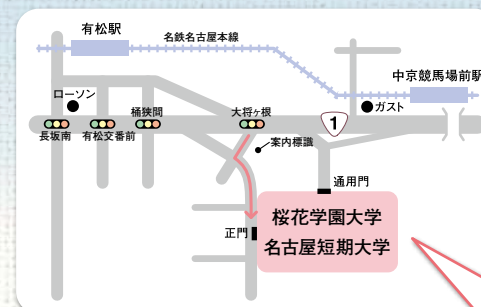 有松駅
名鉄名古屋本線
中京競馬場前駅
ローソン
桶狭間
大将ヶ根
ガスト
長坂南
有松交番前
1
案内標識
通用門
桜花学園大学
名古屋短期大学
正門